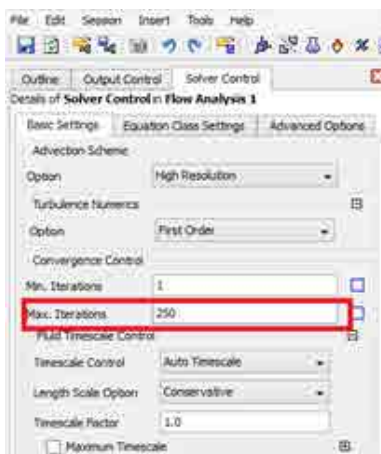 File Edit Session Insert Tools Help
Outline Output Control Solver Control
Details of Solver Control in Flow Analysis 1
Basic Settings Equation Class Settings Advanced Options
Advection Scheme
Option High Resolution
Turbulence Numerics
Option First Order
Convergence Control
Min. Iterations 1
Max. Iterations 250
Fluid Timescale Control
Timescale Control Auto Timescale
Length Scale Option Conservative
Timescale Factor 1.0
Maximum Timescale